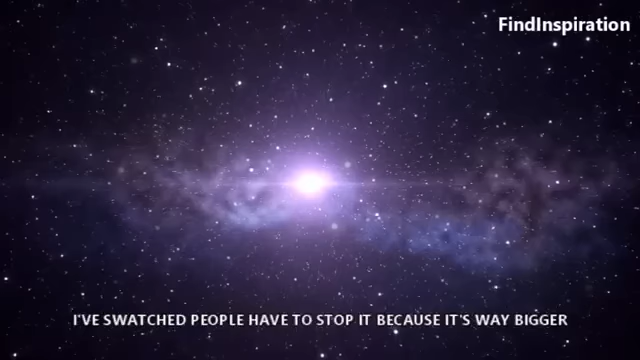 FindInspiration
I'VE SWATCHED PEOPLE HAVE TO STOP IT BECAUSE IT'S WAY BIGGER